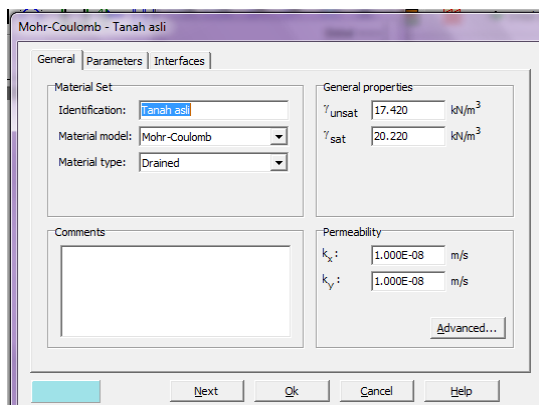 Mohr-Coulomb - Tanah asli
General Parameters Interfaces
Material Set
Identification: Tanah asli
Material model: Mohr-Coulomb
Material type: Drained
General properties
γunsat 17.420 kN/m³
γsat 20.220 kN/m³
Comments
Permeability
kx: 1.000E-08 m/s
ky: 1.000E-08 m/s
Advanced...
Next Ok Cancel Help